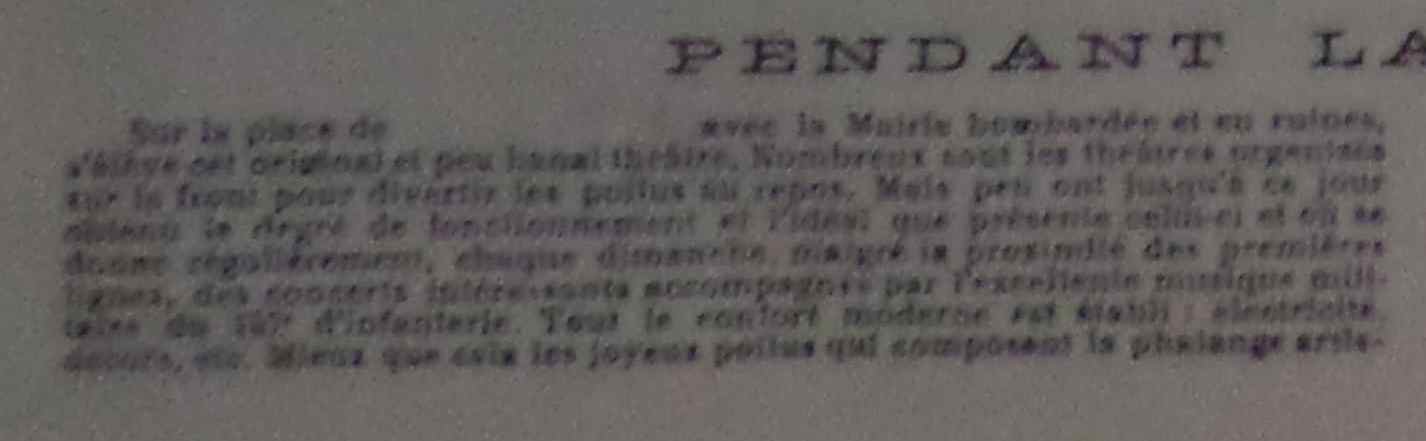 PENDANT LA
Sur la place de avec la Mairie bombardée et en ruines,
s'élève cet original et peu banal théâtre. Nombreux sont les théâtres organisés
sur le front pour divertir les poilus au repos. Mais peu ont jusqu'à ce jour
obtenu le degré de fonctionnement et l'idéal que présente celui-ci et où se
donne régulièrement, chaque dimanche, malgré la proximité des premières
lignes, des concerts intéressants accompagnés par l'excellente musique mili-
taire du d'infanterie. Tout le confort moderne est établi : électricité,
décors, etc. Mieux que cela les joyeux poilus qui composent la phalange artis-